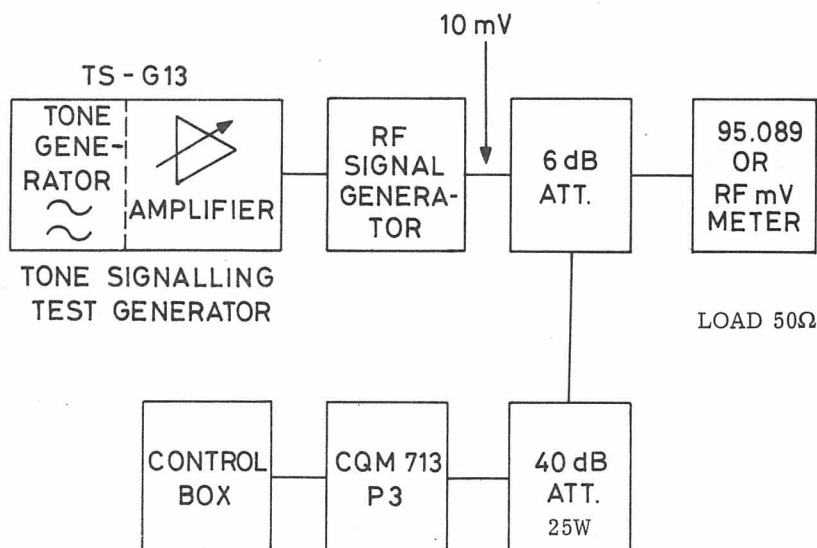 10 mV
TS - G13
TONE
GENE-
RATOR
AMPLIFIER
RF
SIGNAL
GENERA-
TOR
6 dB
ATT.
95.089
OR
RF mV
METER
TONE SIGNALLING
TEST GENERATOR
LOAD 50Ω
CONTROL
BOX
CQM 713
P3
40 dB
ATT.
25W